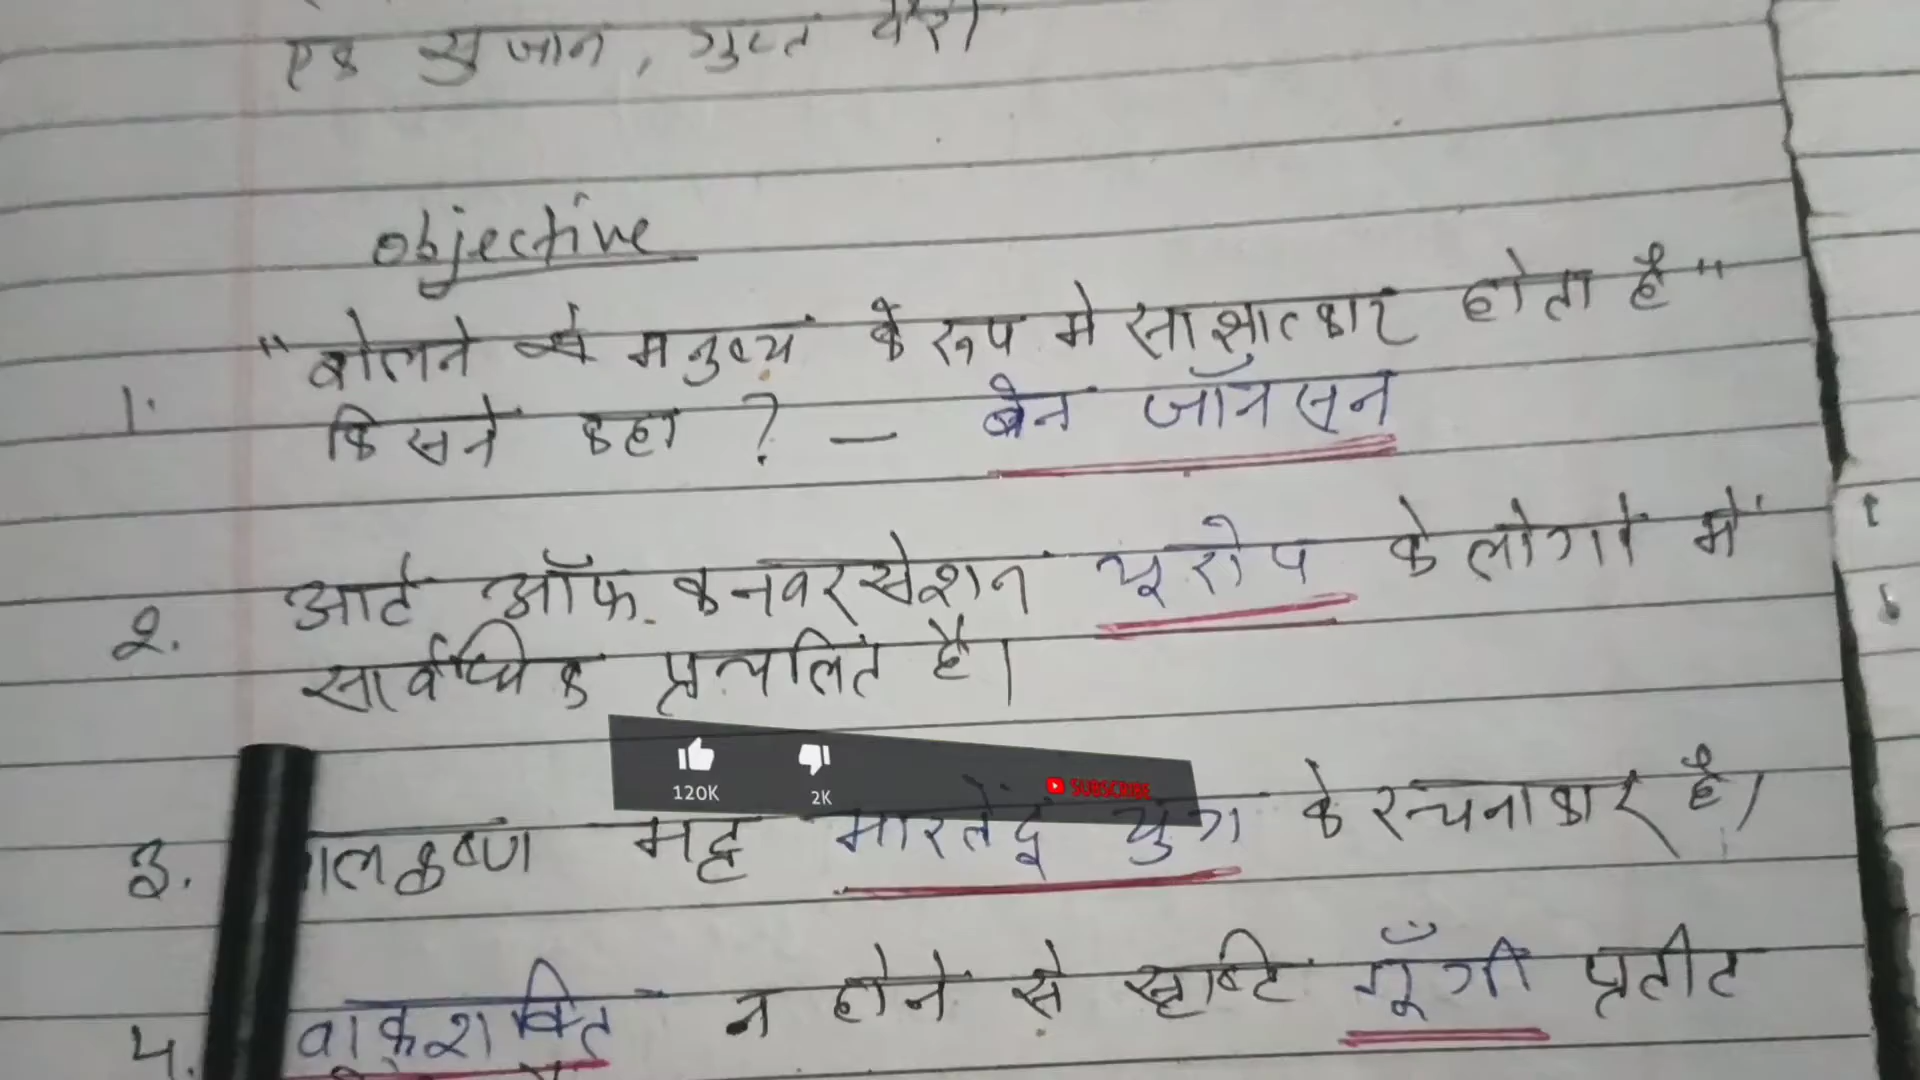 एक सुजान, गुप्त वैरी
objective
1. "बोलने से मनुष्य के रूप मे साक्षात्कार होता है"
किसने कहा ? – बेन जॉनसन
2. आर्ट ऑफ कनवरसेशन यूरोप के लोगों में
सार्वधिक प्रचलित है।
120K 2K SUBSCRIBE
3. ालकृष्ण भट्ट भारतेंदू युग के रचनाकार है।
4. वाक्शक्ति न होने से सृष्टि गूँगी प्रतीत